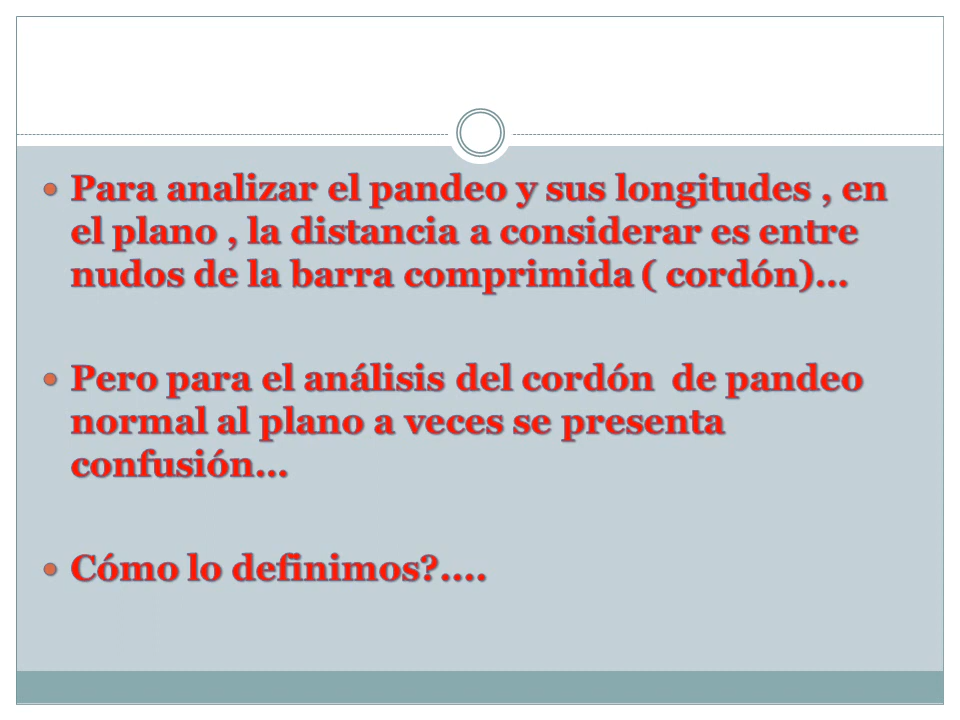 • Para analizar el pandeo y sus longitudes , en
el plano , la distancia a considerar es entre
nudos de la barra comprimida ( cordón)...
• Pero para el análisis del cordón  de pandeo
normal al plano a veces se presenta
confusión...
• Cómo lo definimos?....